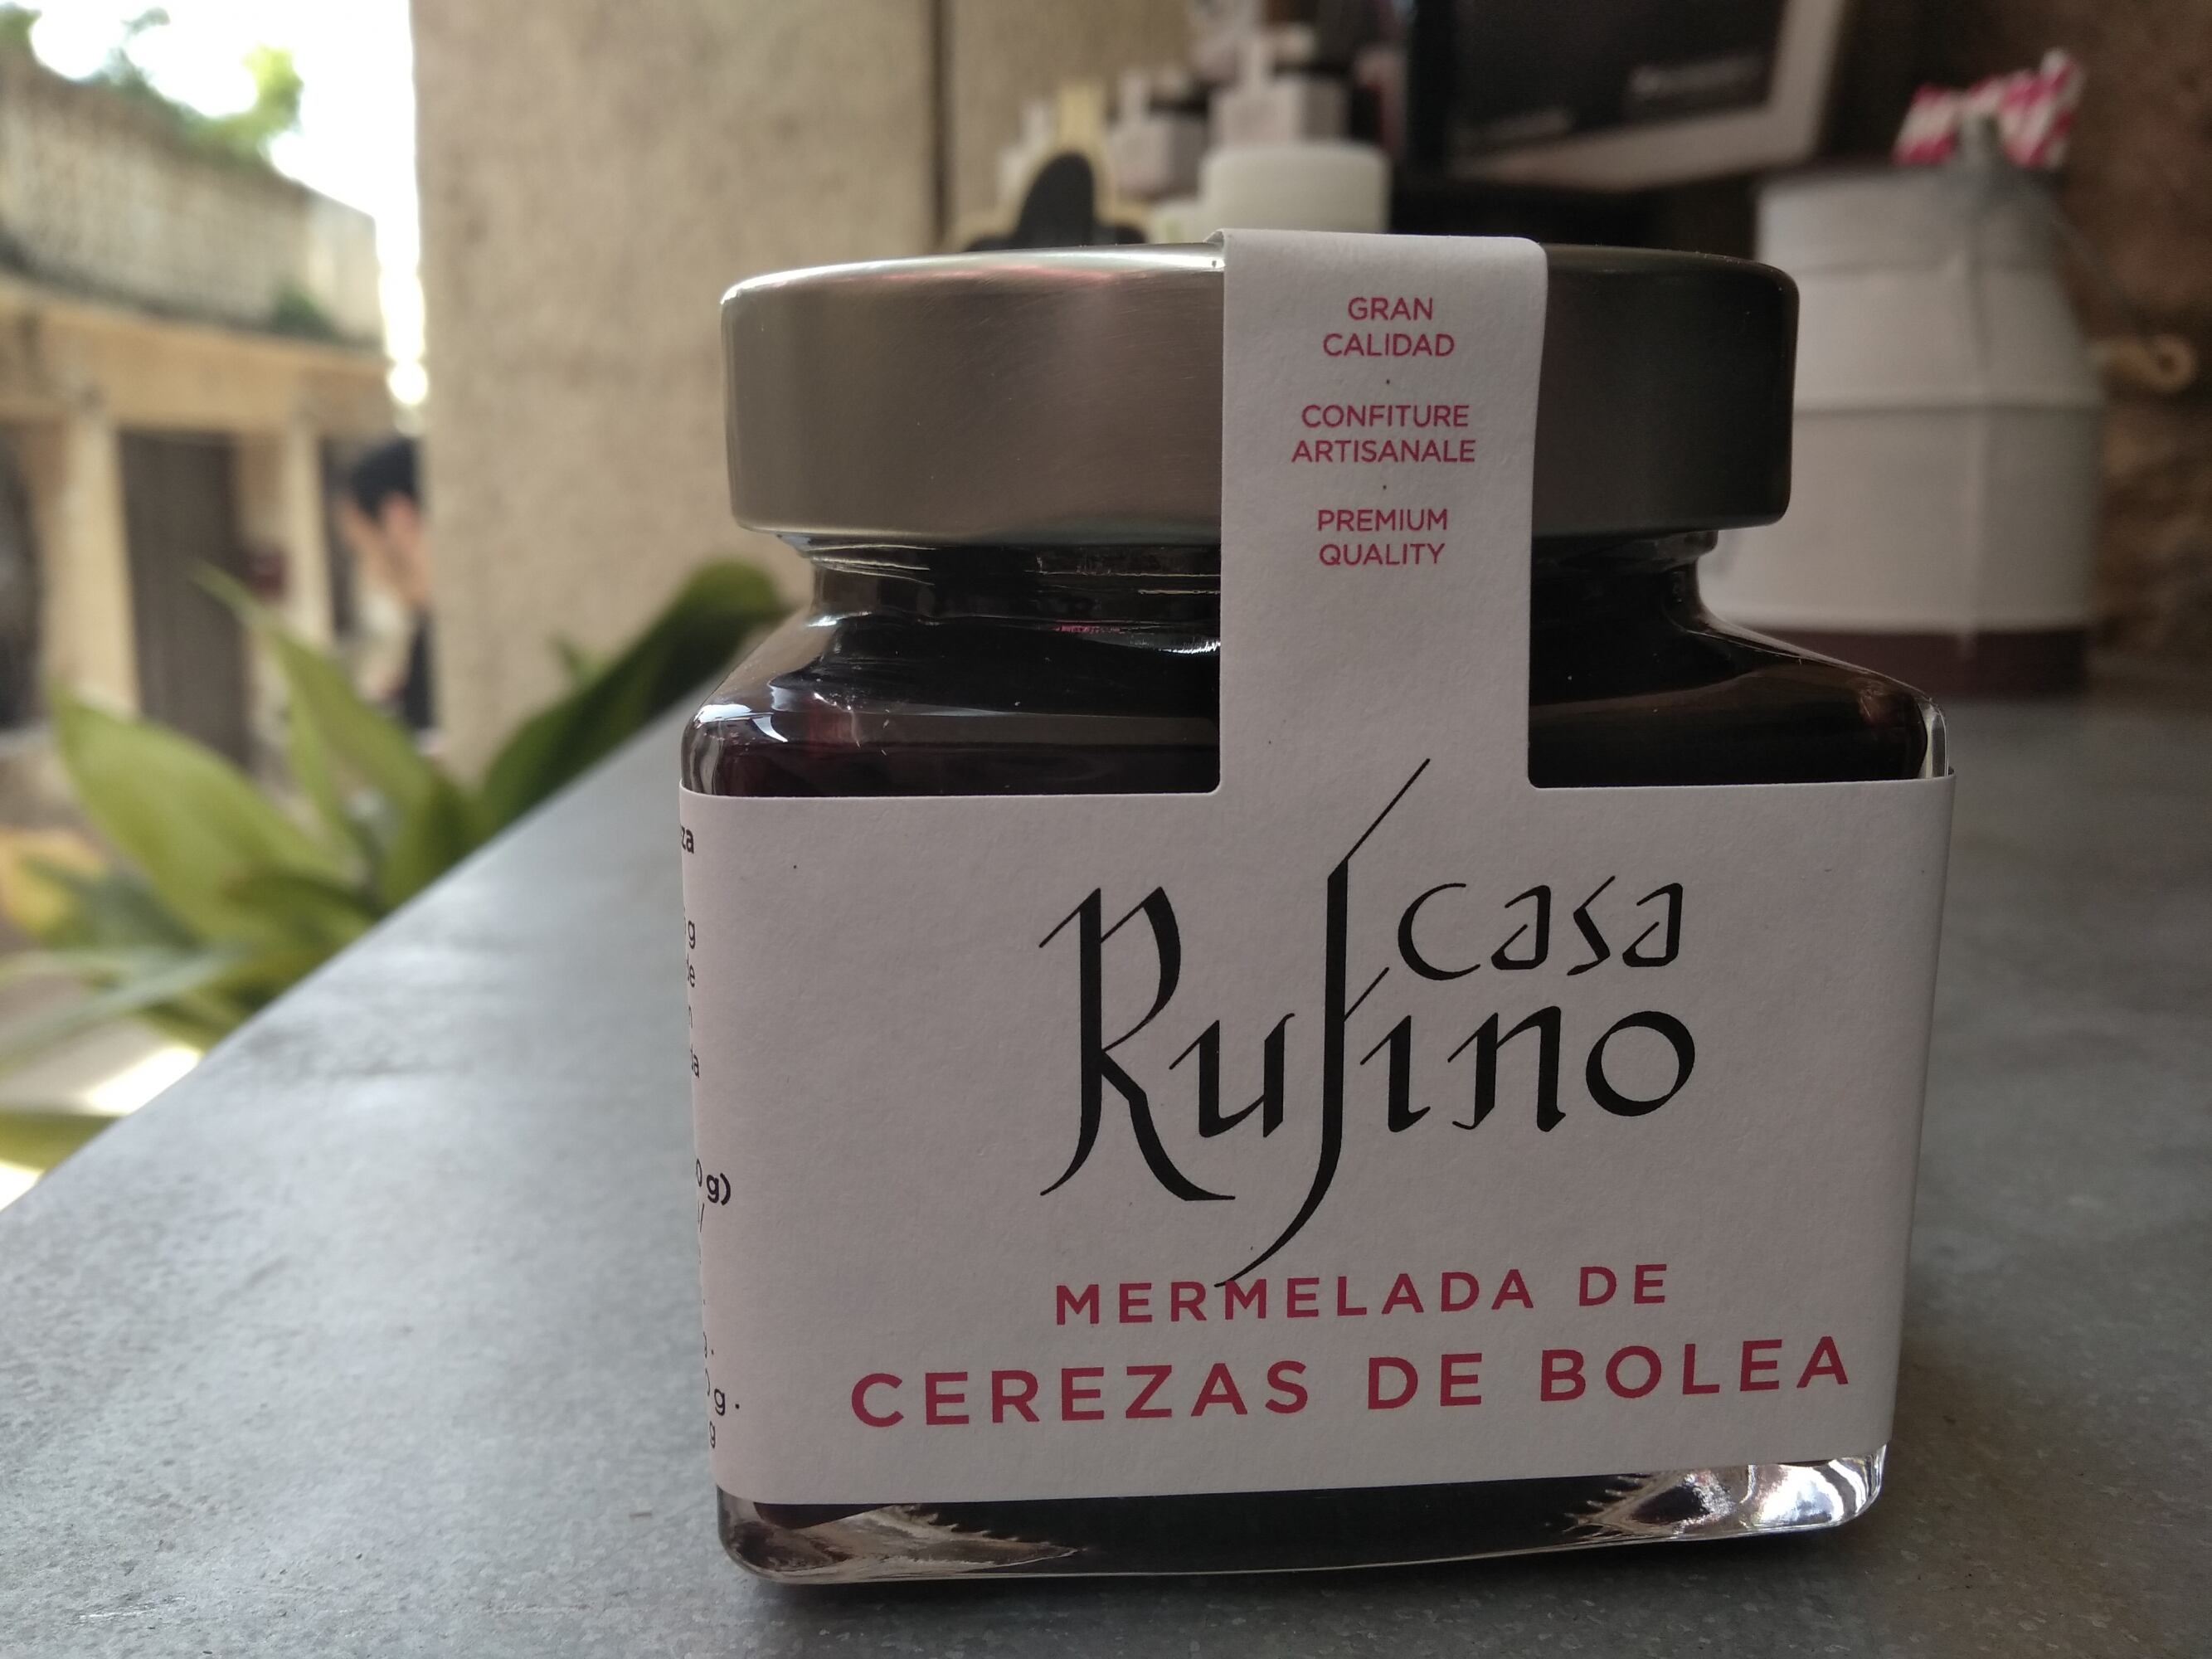 GRAN
CALIDAD
·
CONFITURE
ARTISANALE
·
PREMIUM
QUALITY
casa
Rufino
MERMELADA DE
CEREZAS DE BOLEA